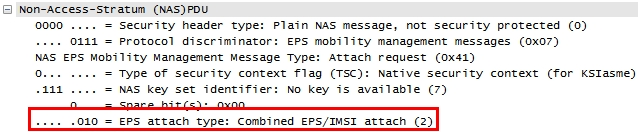 Non-Access-Stratum (NAS)PDU
0000 .... = Security header type: Plain NAS message, not security protected (0)
.... 0111 = Protocol discriminator: EPS mobility management messages (0x07)
NAS EPS Mobility Management Message Type: Attach request (0x41)
0... .... = Type of security context flag (TSC): Native security context (for KSIasme)
.111 .... = NAS key set identifier: No key is available (7)
.... 0... = Spare bit(s): 0x00
.... .010 = EPS attach type: Combined EPS/IMSI attach (2)